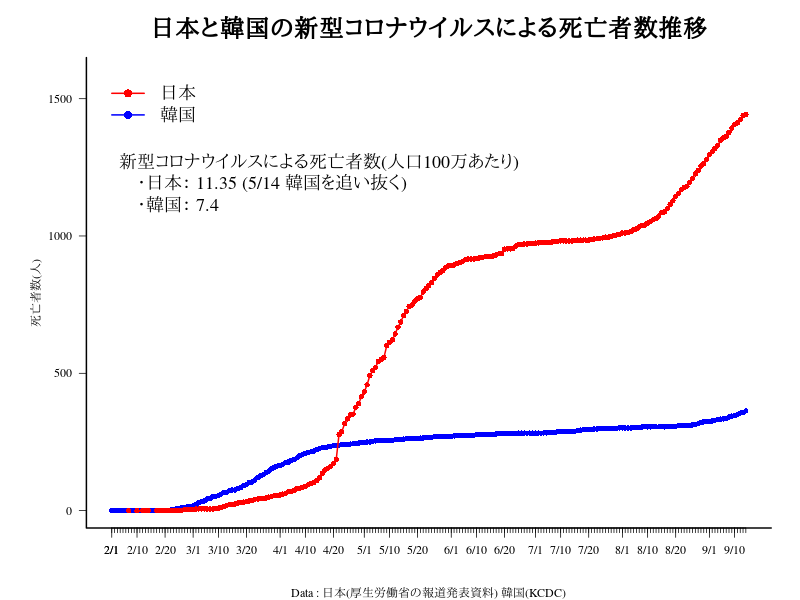 日本と韓国の新型コロナウイルスによる死亡者数推移
日本
韓国
新型コロナウイルスによる死亡者数(人口100万あたり)
・日本： 11.35 (5/14 韓国を追い抜く)
・韓国： 7.4
死亡者数(人)
1500
1000
500
0
2/1 2/10 2/20 3/1 3/10 3/20 4/1 4/10 4/20 5/1 5/10 5/20 6/1 6/10 6/20 7/1 7/10 7/20 8/1 8/10 8/20 9/1 9/10
Data : 日本(厚生労働省の報道発表資料) 韓国(KCDC)